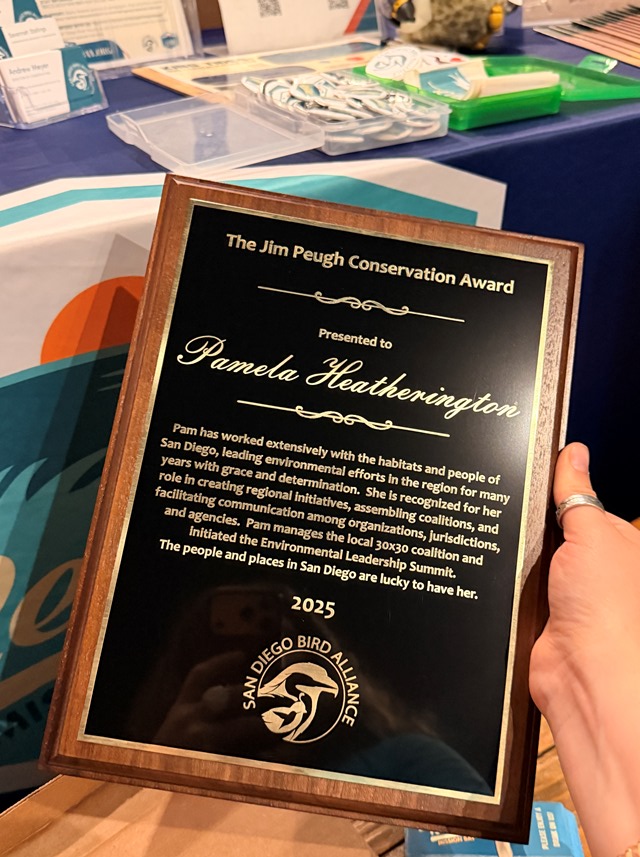 Andrew Meyer
The Jim Peugh Conservation Award
Presented to
Pamela Heatherington
Pam has worked extensively with the habitats and people of
San Diego, leading environmental efforts in the region for many
years with grace and determination. She is recognized for her
role in creating regional initiatives, assembling coalitions, and
facilitating communication among organizations, jurisdictions,
and agencies. Pam manages the local 30x30 coalition and
initiated the Environmental Leadership Summit.
The people and places in San Diego are lucky to have her.
2025
SAN DIEGO BIRD ALLIANCE